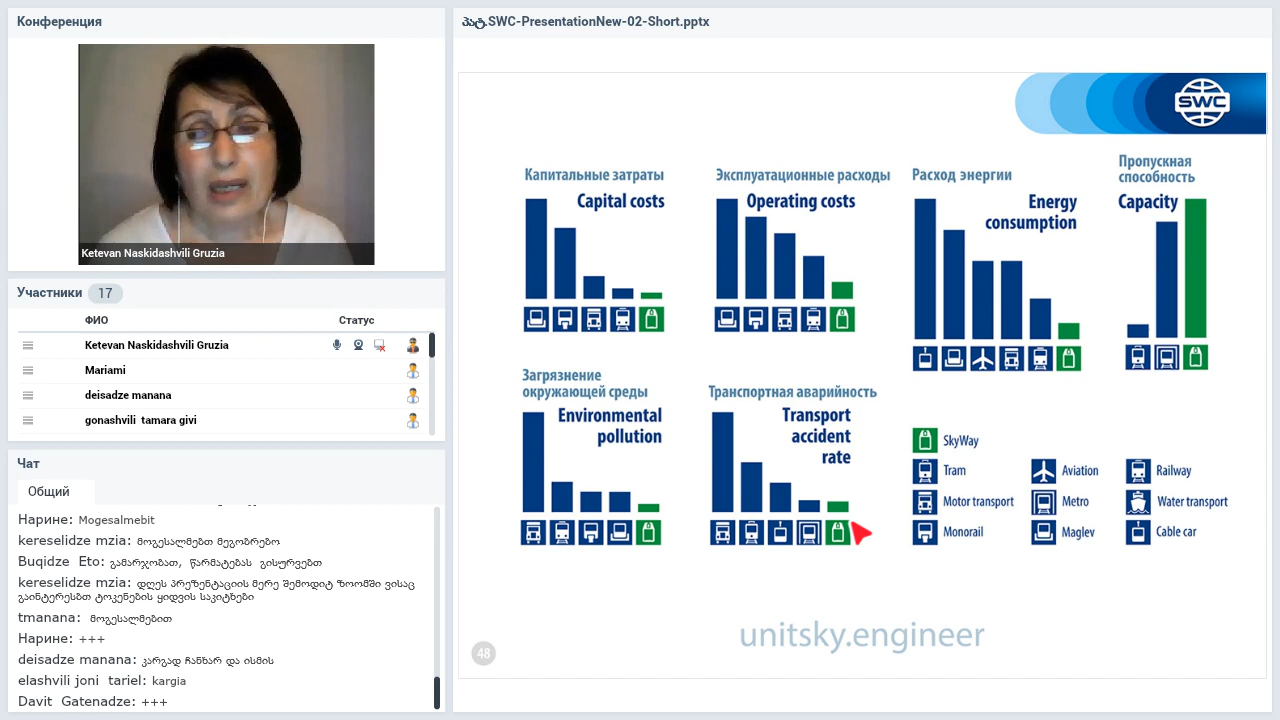 Конференция
Ketevan Naskidashvili Gruzia
Участники 17
ФИО Статус
Ketevan Naskidashvili Gruzia
Mariami
deisadze manana
gonashvili tamara givi
Чат
Общий
Нарине: Mogesalmebit
kereselidze mzia: მოგესალმებთ მეგობრებო
Buqidze Eto: გამარჯობათ, წარმატებას გისურვებთ
kereselidze mzia: დღეს პრეზენტაციის მერე შემოდიტ ზოომში ვისაც
გაინტერესბთ ტოკენების ყიდვის საკიტხები
tmanana: მოგესალმებით
Нарине: +++
deisadze manana: კარგად ჩანხარ და ისმის
elashvili joni tariel: kargia
Davit Gatenadze: +++
პატ.SWC-PresentationNew-02-Short.pptx
SWC
Капитальные затраты
Capital costs
Эксплуатационные расходы
Operating costs
Расход энергии
Energy
consumption
Пропускная
способность
Capacity
Загрязнение
окружающей среды
Environmental
pollution
Транспортная аварийность
Transport
accident
rate
SkyWay
Tram Aviation Railway
Motor transport Metro Water transport
Monorail Maglev Cable car
unitsky.engineer
48